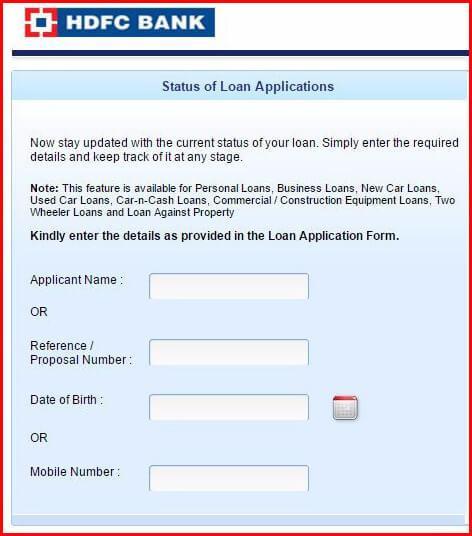 HDFC BANK
Status of Loan Applications
Now stay updated with the current status of your loan. Simply enter the required
details and keep track of it at any stage.
Note: This feature is available for Personal Loans, Business Loans, New Car Loans,
Used Car Loans, Car-n-Cash Loans, Commercial / Construction Equipment Loans, Two
Wheeler Loans and Loan Against Property
Kindly enter the details as provided in the Loan Application Form.
Applicant Name :
OR
Reference /
Proposal Number :
Date of Birth :
OR
Mobile Number :